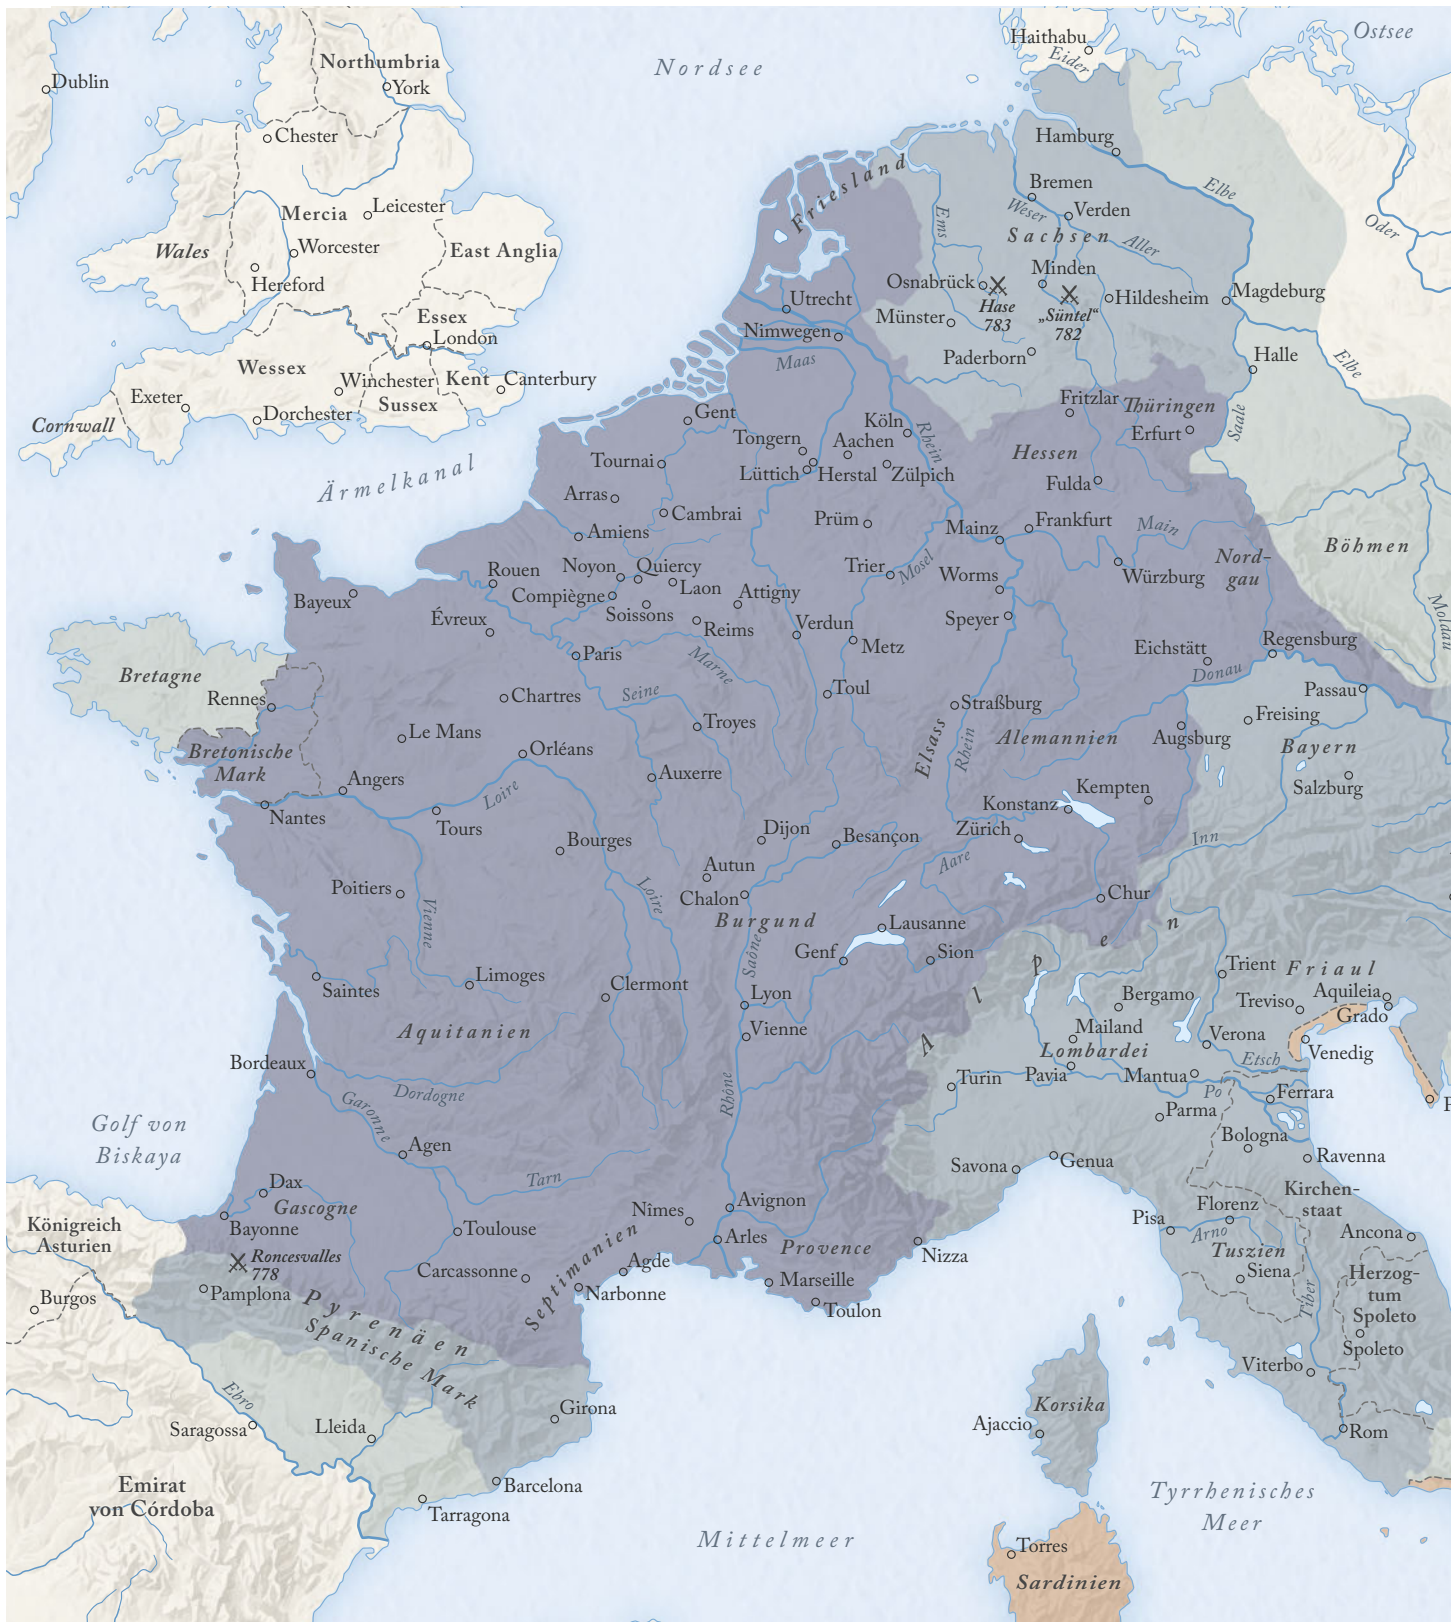 Haithabu
Eider
Ostsee
Nordsee
Northumbria
York
Dublin
Chester
Hamburg
Friesland
Elbe
Bremen
Weser
Verden
Oder
Mercia
Leicester
Ems
Sachsen
Aller
Wales
Worcester
East Anglia
Hereford
Osnabrück
Hase
783
Minden
„Süntel“
782
Hildesheim
Magdeburg
Utrecht
Münster
Essex
London
Nimwegen
Paderborn
Halle
Elbe
Wessex
Maas
Winchester
Kent
Canterbury
Sussex
Exeter
Dorchester
Cornwall
Fritzlar
Thüringen
Erfurt
Saale
Gent
Köln
Rhein
Tongern
Aachen
Hessen
Tournai
Lüttich
Herstal
Zülpich
Fulda
Ärmelkanal
Arras
Cambrai
Prüm
Mainz
Frankfurt
Main
Amiens
Böhmen
Nord-
gau
Noyon
Quiercy
Trier
Mosel
Rouen
Worms
Würzburg
Compiègne
Laon
Attigny
Bayeux
Soissons
Moldau
Évreux
Reims
Verdun
Speyer
Metz
Eichstätt
Regensburg
Paris
Marne
Donau
Bretagne
Rennes
Chartres
Seine
Toul
Passau
Straßburg
Troyes
Freising
Le Mans
Elsass
Rhein
Alemannien
Augsburg
Bayern
Bretonische
Mark
Orléans
Angers
Auxerre
Salzburg
Loire
Kempten
Konstanz
Nantes
Tours
Dijon
Besançon
Zürich
Bourges
Inn
Autun
Aare
Poitiers
Loire
Chalon
Chur
Vienne
Burgund
Lausanne
Saône
Genf
Sion
Alpen
Trient
Friaul
Limoges
Clermont
Saintes
Lyon
Bergamo
Treviso
Aquileia
Grado
Aquitanien
Vienne
Mailand
Verona
Lombardei
Venedig
Bordeaux
Etsch
Turin
Pavia
Mantua
Po
Ferrara
Dordogne
Rhône
Parma
Garonne
Golf von
Biskaya
Agen
Bologna
Ravenna
Savona
Genua
Dax
Tarn
Kirchen-
staat
Gascogne
Nîmes
Avignon
Florenz
Königreich
Asturien
Bayonne
Toulouse
Pisa
Arno
Ancona
Arles
Provence
Nizza
Tuszien
Roncesvalles
778
Septimanien
Agde
Carcassonne
Marseille
Siena
Herzog-
tum
Spoleto
Burgos
Pamplona
Pyrenäen
Narbonne
Toulon
Tiber
Spanische Mark
Spoleto
Viterbo
Ebro
Korsika
Girona
Saragossa
Lleida
Ajaccio
Rom
Emirat
von Córdoba
Barcelona
Tarragona
Tyrrhenisches
Meer
Mittelmeer
Torres
Sardinien